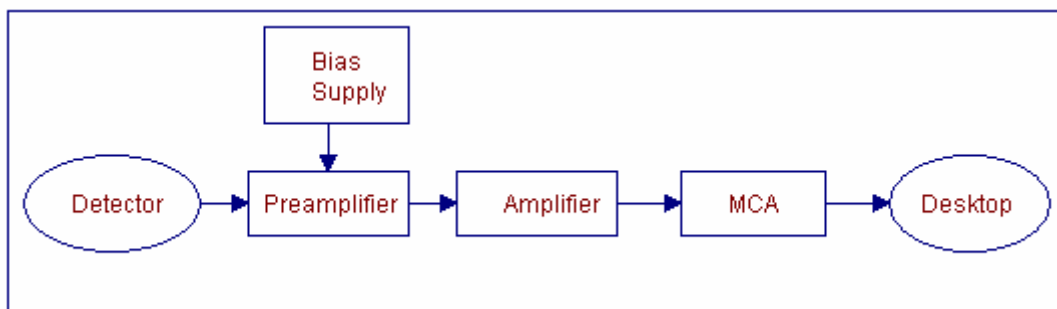 Bias
Supply
Detector
Preamplifier
Amplifier
MCA
Desktop